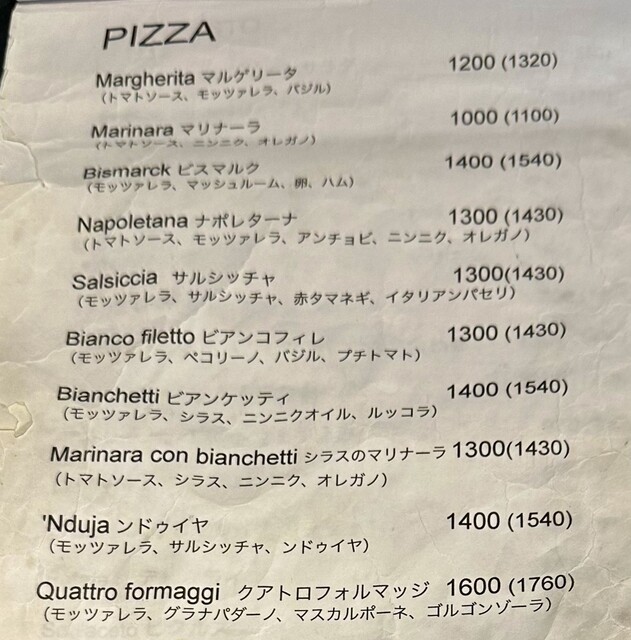 PIZZA
Margherita マルゲリータ 1200 (1320)
（トマトソース、モッツァレラ、バジル）
Marinara マリナーラ 1000 (1100)
（トマトソース、ニンニク、オレガノ）
Bismarck ビスマルク 1400 (1540)
（モッツァレラ、マッシュルーム、卵、ハム）
Napoletana ナポレターナ 1300 (1430)
（トマトソース、モッツァレラ、アンチョビ、ニンニク、オレガノ）
Salsiccia サルシッチャ 1300(1430)
（モッツァレラ、サルシッチャ、赤タマネギ、イタリアンパセリ）
Bianco filetto ビアンコフィレ 1300 (1430)
（モッツァレラ、ペコリーノ、バジル、プチトマト）
Bianchetti ビアンケッティ 1400 (1540)
（モッツァレラ、シラス、ニンニクオイル、ルッコラ）
Marinara con bianchetti シラスのマリナーラ 1300(1430)
（トマトソース、シラス、ニンニク、オレガノ）
'Nduja ンドゥイヤ 1400 (1540)
（モッツァレラ、サルシッチャ、ンドゥイヤ）
Quattro formaggi クアトロフォルマッジ 1600 (1760)
（モッツァレラ、グラナパダーノ、マスカルポーネ、ゴルゴンゾーラ）